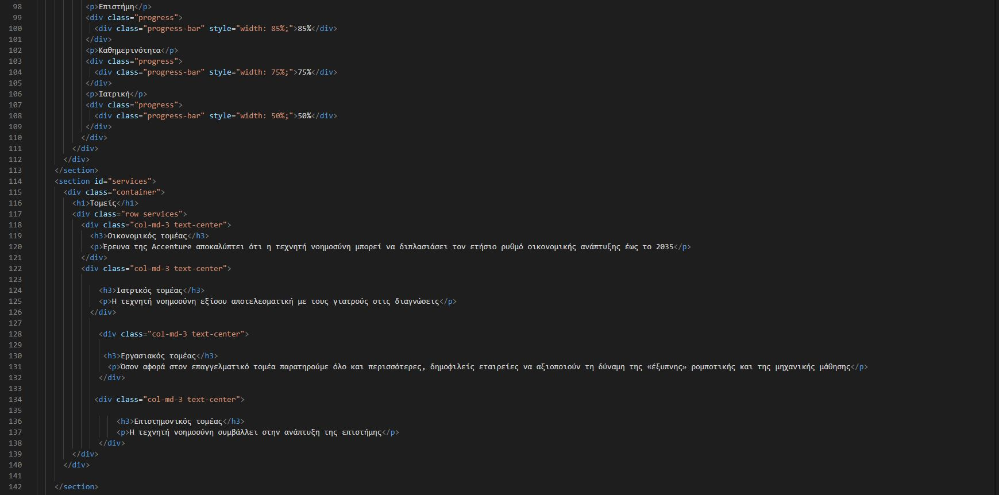 98 <p>Επιστήμη</p>
99 <div class="progress">
100 <div class="progress-bar" style="width: 85%;">85%</div>
101 </div>
102 <p>Καθημερινότητα</p>
103 <div class="progress">
104 <div class="progress-bar" style="width: 75%;">75%</div>
105 </div>
106 <p>Ιατρική</p>
107 <div class="progress">
108 <div class="progress-bar" style="width: 50%;">50%</div>
109 </div>
110 </div>
111 </div>
112 </div>
113 </section>
114 <section id="services">
115 <div class="container">
116 <h1>Τομείς</h1>
117 <div class="row services">
118 <div class="col-md-3 text-center">
119 <h3>Οικονομικός τομέας</h3>
120 <p>Έρευνα της Accenture αποκαλύπτει ότι η τεχνητή νοημοσύνη μπορεί να διπλασιάσει τον ετήσιο ρυθμό οικονομικής ανάπτυξης έως το 2035</p>
121 </div>
122 <div class="col-md-3 text-center">
123
124 <h3>Ιατρικός τομέας</h3>
125 <p>Η τεχνητή νοημοσύνη εξίσου αποτελεσματική με τους γιατρούς στις διαγνώσεις</p>
126 </div>
127
128 <div class="col-md-3 text-center">
129
130 <h3>Εργασιακός τομέας</h3>
131 <p>Όσον αφορά στον επαγγελματικό τομέα παρατηρούμε όλο και περισσότερες, δημοφιλείς εταιρείες να αξιοποιούν τη δύναμη της «έξυπνης» ρομποτικής και της μηχανικής μάθησης</p>
132 </div>
133
134 <div class="col-md-3 text-center">
135
136 <h3>Επιστημονικός τομέας</h3>
137 <p>Η τεχνητή νοημοσύνη συμβάλλει στην ανάπτυξη της επιστήμης</p>
138 </div>
139 </div>
140 </div>
141
142 </section>